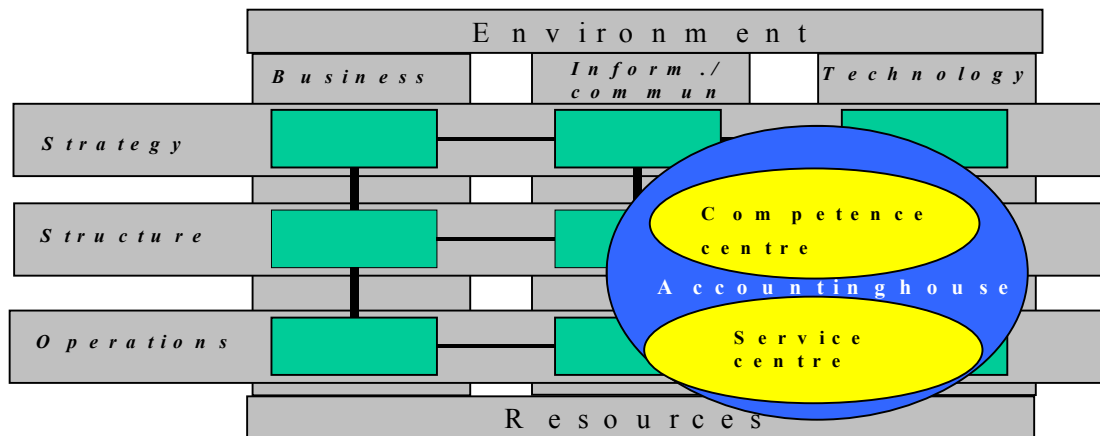 Environment
Business
Inform./
commun
Technology
Strategy
Competence
centre
Structure
Accountinghouse
Service
centre
Operations
Resources